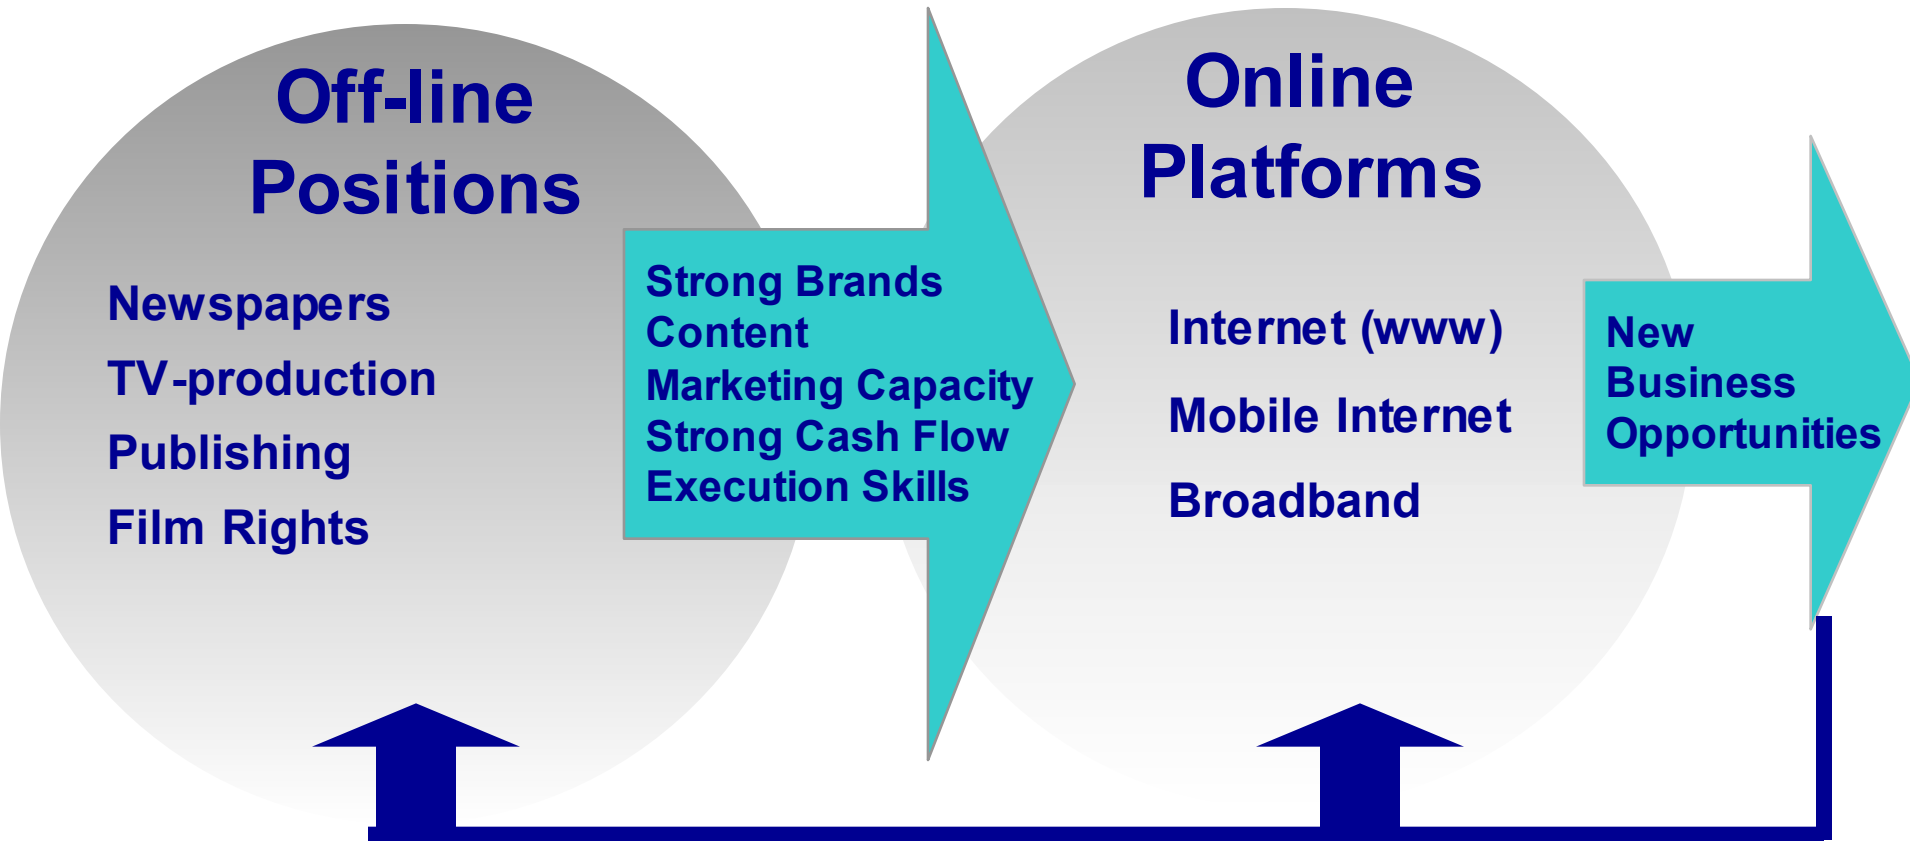 Off-line
Positions
Newspapers
TV-production
Publishing
Film Rights
Strong Brands
Content
Marketing Capacity
Strong Cash Flow
Execution Skills
Online
Platforms
Internet (www)
Mobile Internet
Broadband
New
Business
Opportunities